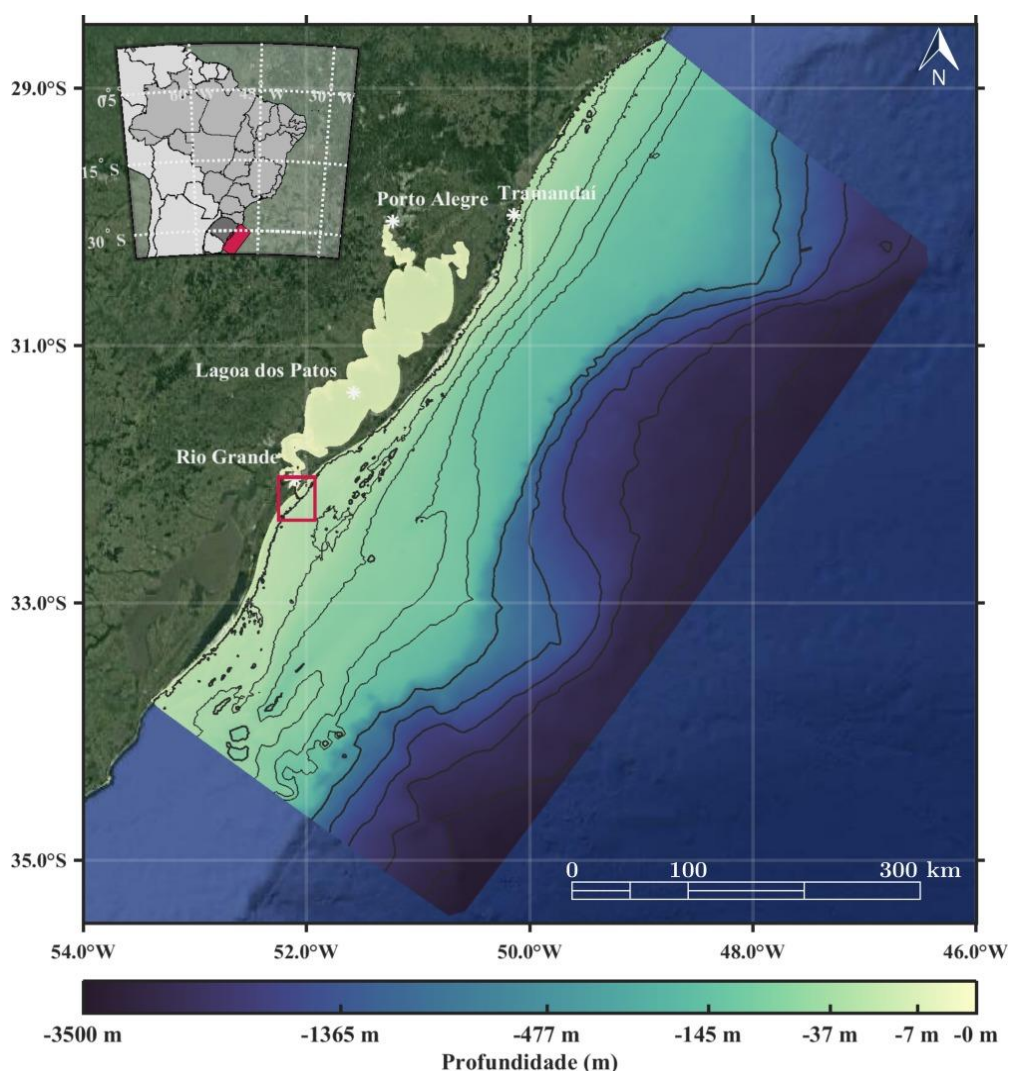 29.0°S
31.0°S
33.0°S
35.0°S
54.0°W
52.0°W
50.0°W
48.0°W
46.0°W
N
15° S
30° S
Porto Alegre
Tramandaí
Lagoa dos Patos
Rio Grande
0 100 300 km
-3500 m -1365 m -477 m -145 m -37 m -7 m -0 m
Profundidade (m)